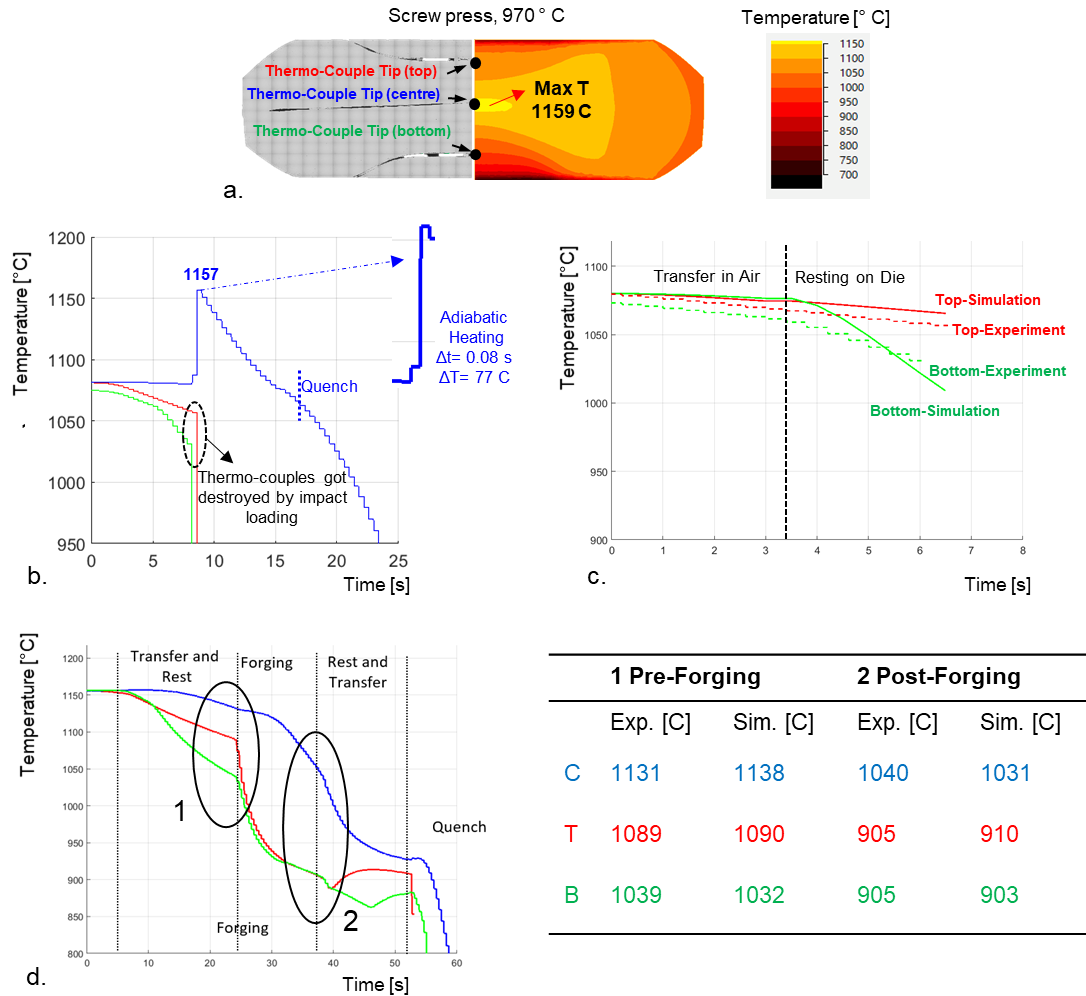 Screw press, 970 ° C
Temperature [° C]
Thermo-Couple Tip (top)
Thermo-Couple Tip (centre)
Thermo-Couple Tip (bottom)
Max T
1159 C
1150
1100
1050
1000
950
900
850
800
750
700
a.
Temperature [°C]
1200
1150
1100
1050
1000
950
0
5
10
15
20
25
1157
Adiabatic
Heating
Δt= 0.08 s
ΔT= 77 C
Quench
Thermo-couples got
destroyed by impact
loading
Time [s]
b.
Temperature [°C]
1100
1050
1000
950
900
0
1
2
3
4
5
6
7
8
Transfer in Air
Resting on Die
Top-Simulation
Top-Experiment
Bottom-Experiment
Bottom-Simulation
Time [s]
c.
Temperature [°C]
1200
1150
1100
1050
1000
950
900
850
800
0
10
20
30
40
50
60
Transfer and
Rest
Forging
Rest and
Transfer
1
2
Quench
Forging
Time [s]
d.
1 Pre-Forging 2 Post-Forging
Exp. [C] Sim. [C] Exp. [C] Sim. [C]
C 1131 1138 1040 1031
T 1089 1090 905 910
B 1039 1032 905 903